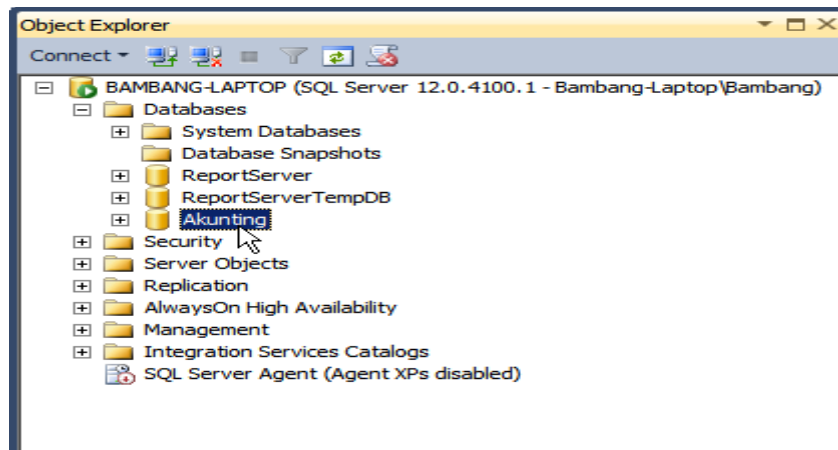 Object Explorer
Connect
BAMBANG-LAPTOP (SQL Server 12.0.4100.1 - Bambang-Laptop\Bambang)
Databases
System Databases
Database Snapshots
ReportServer
ReportServerTempDB
Akunting
Security
Server Objects
Replication
AlwaysOn High Availability
Management
Integration Services Catalogs
SQL Server Agent (Agent XPs disabled)